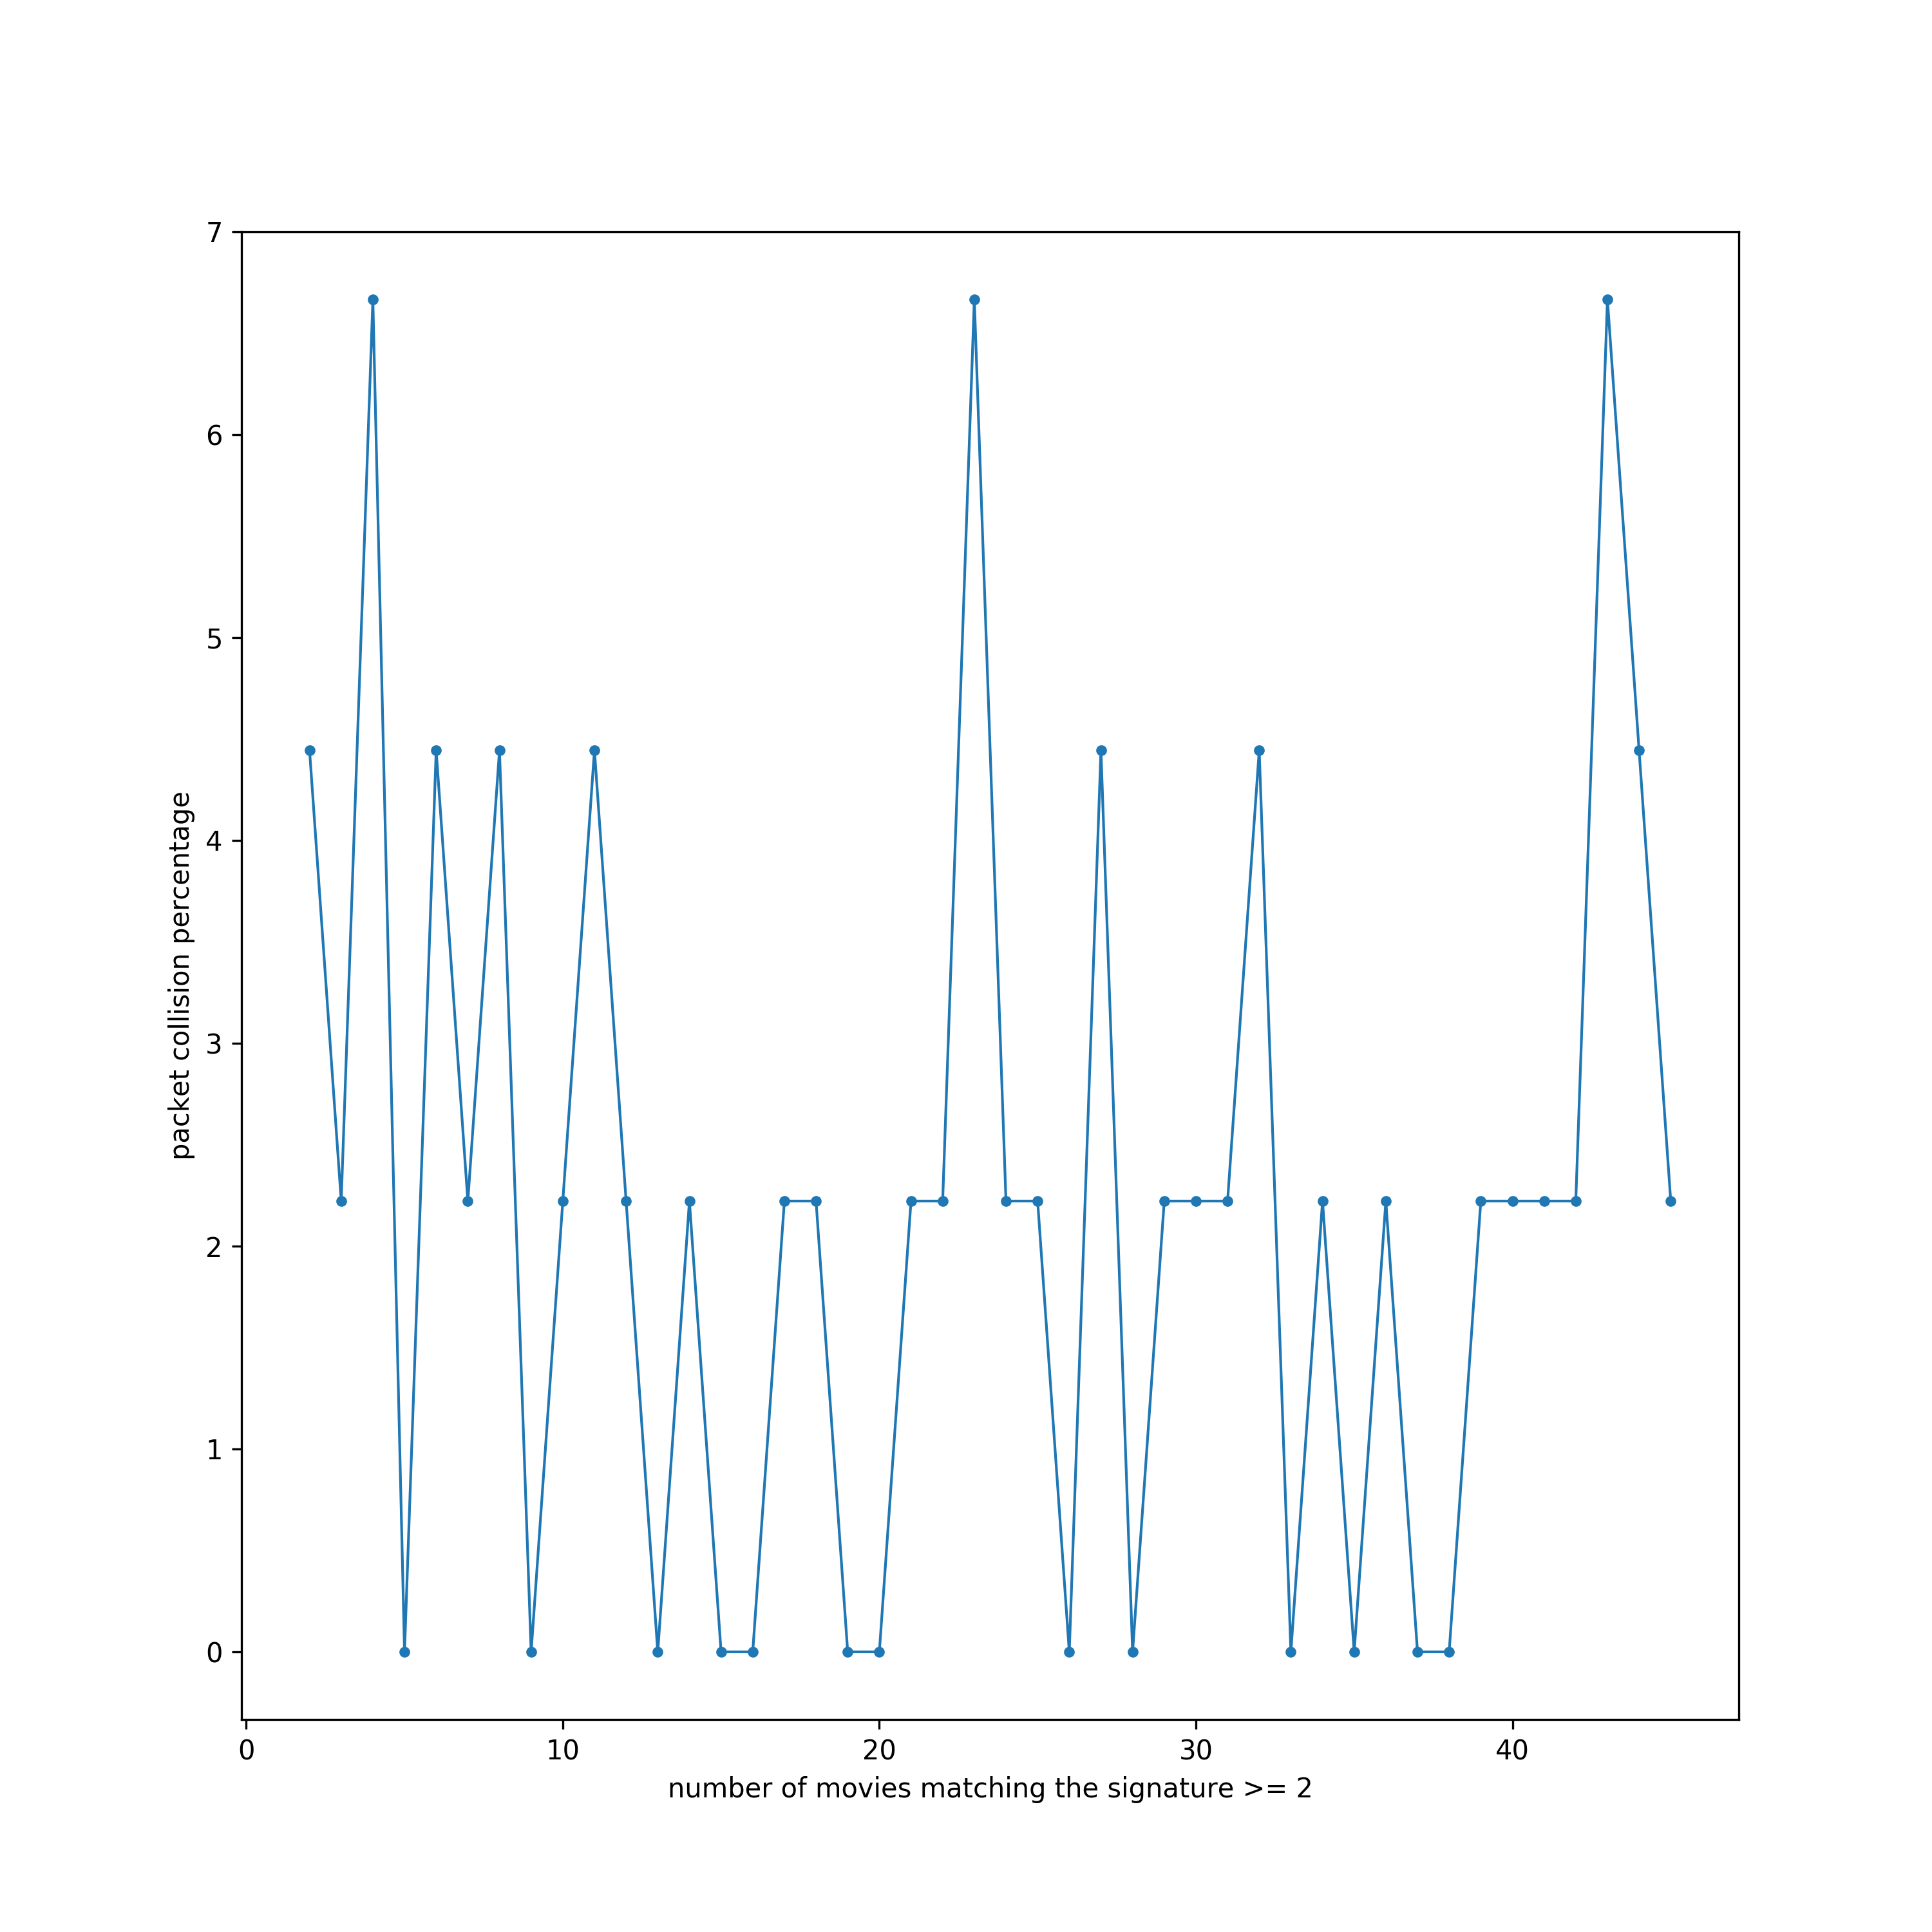 7
6
5
4
3
2
1
0
packet collision percentage
0 10 20 30 40
number of movies matching the signature >= 2